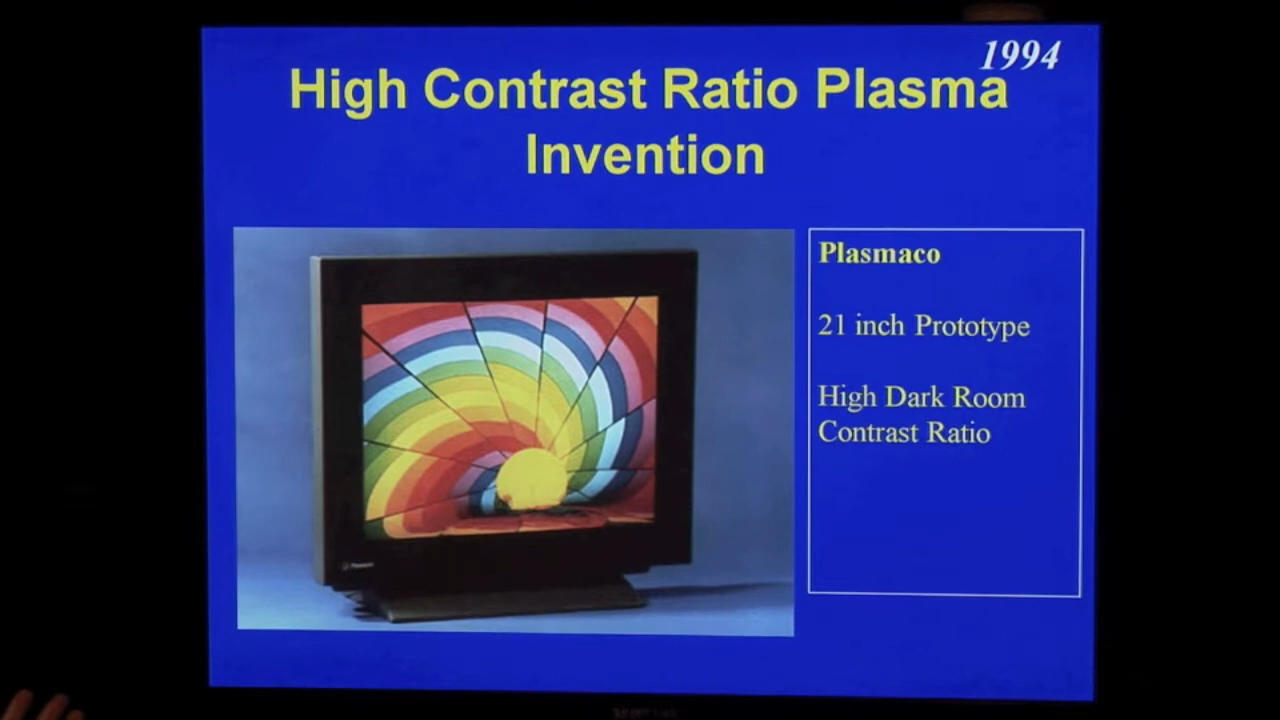 1994
High Contrast Ratio Plasma
Invention
Plasmaco
21 inch Prototype
High Dark Room
Contrast Ratio